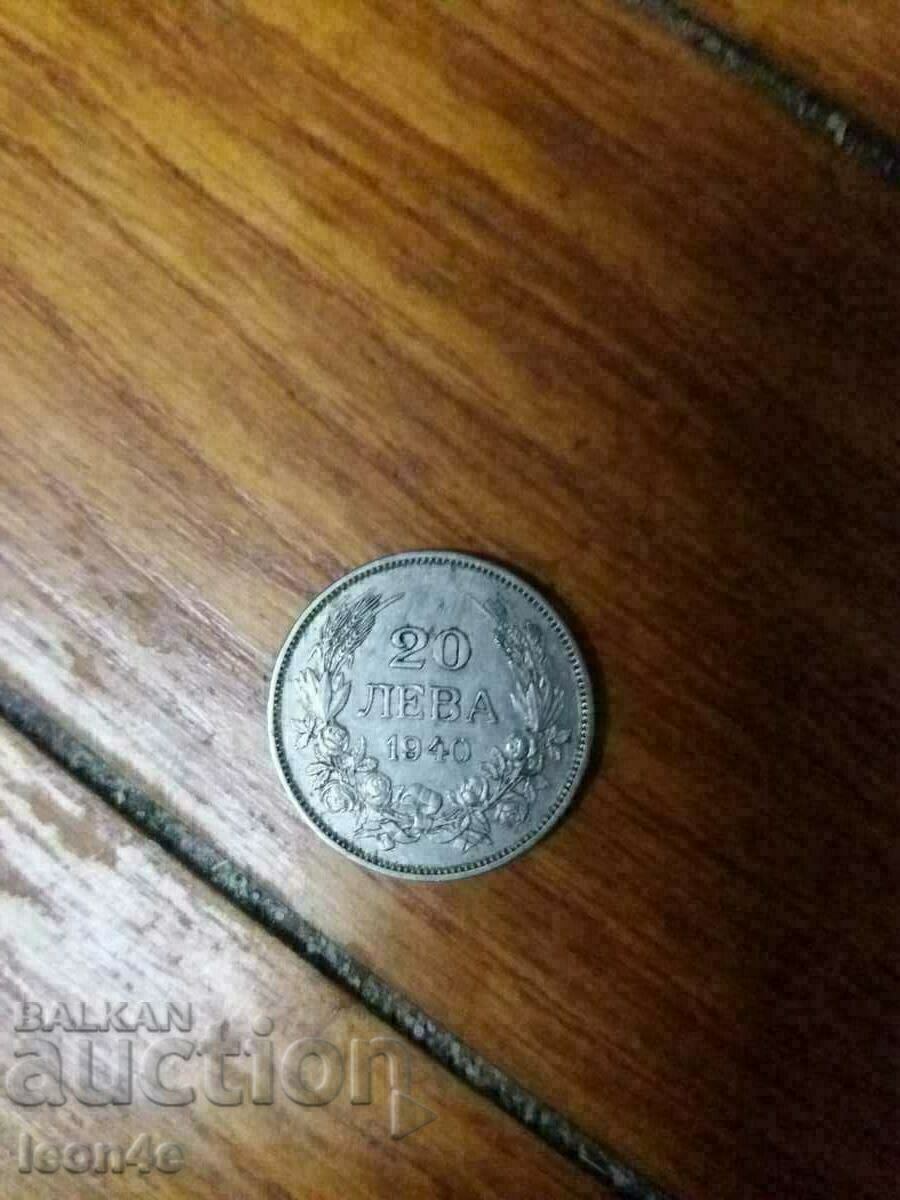 20
ЛЕВА
1940
BALKAN
auction
leon4e